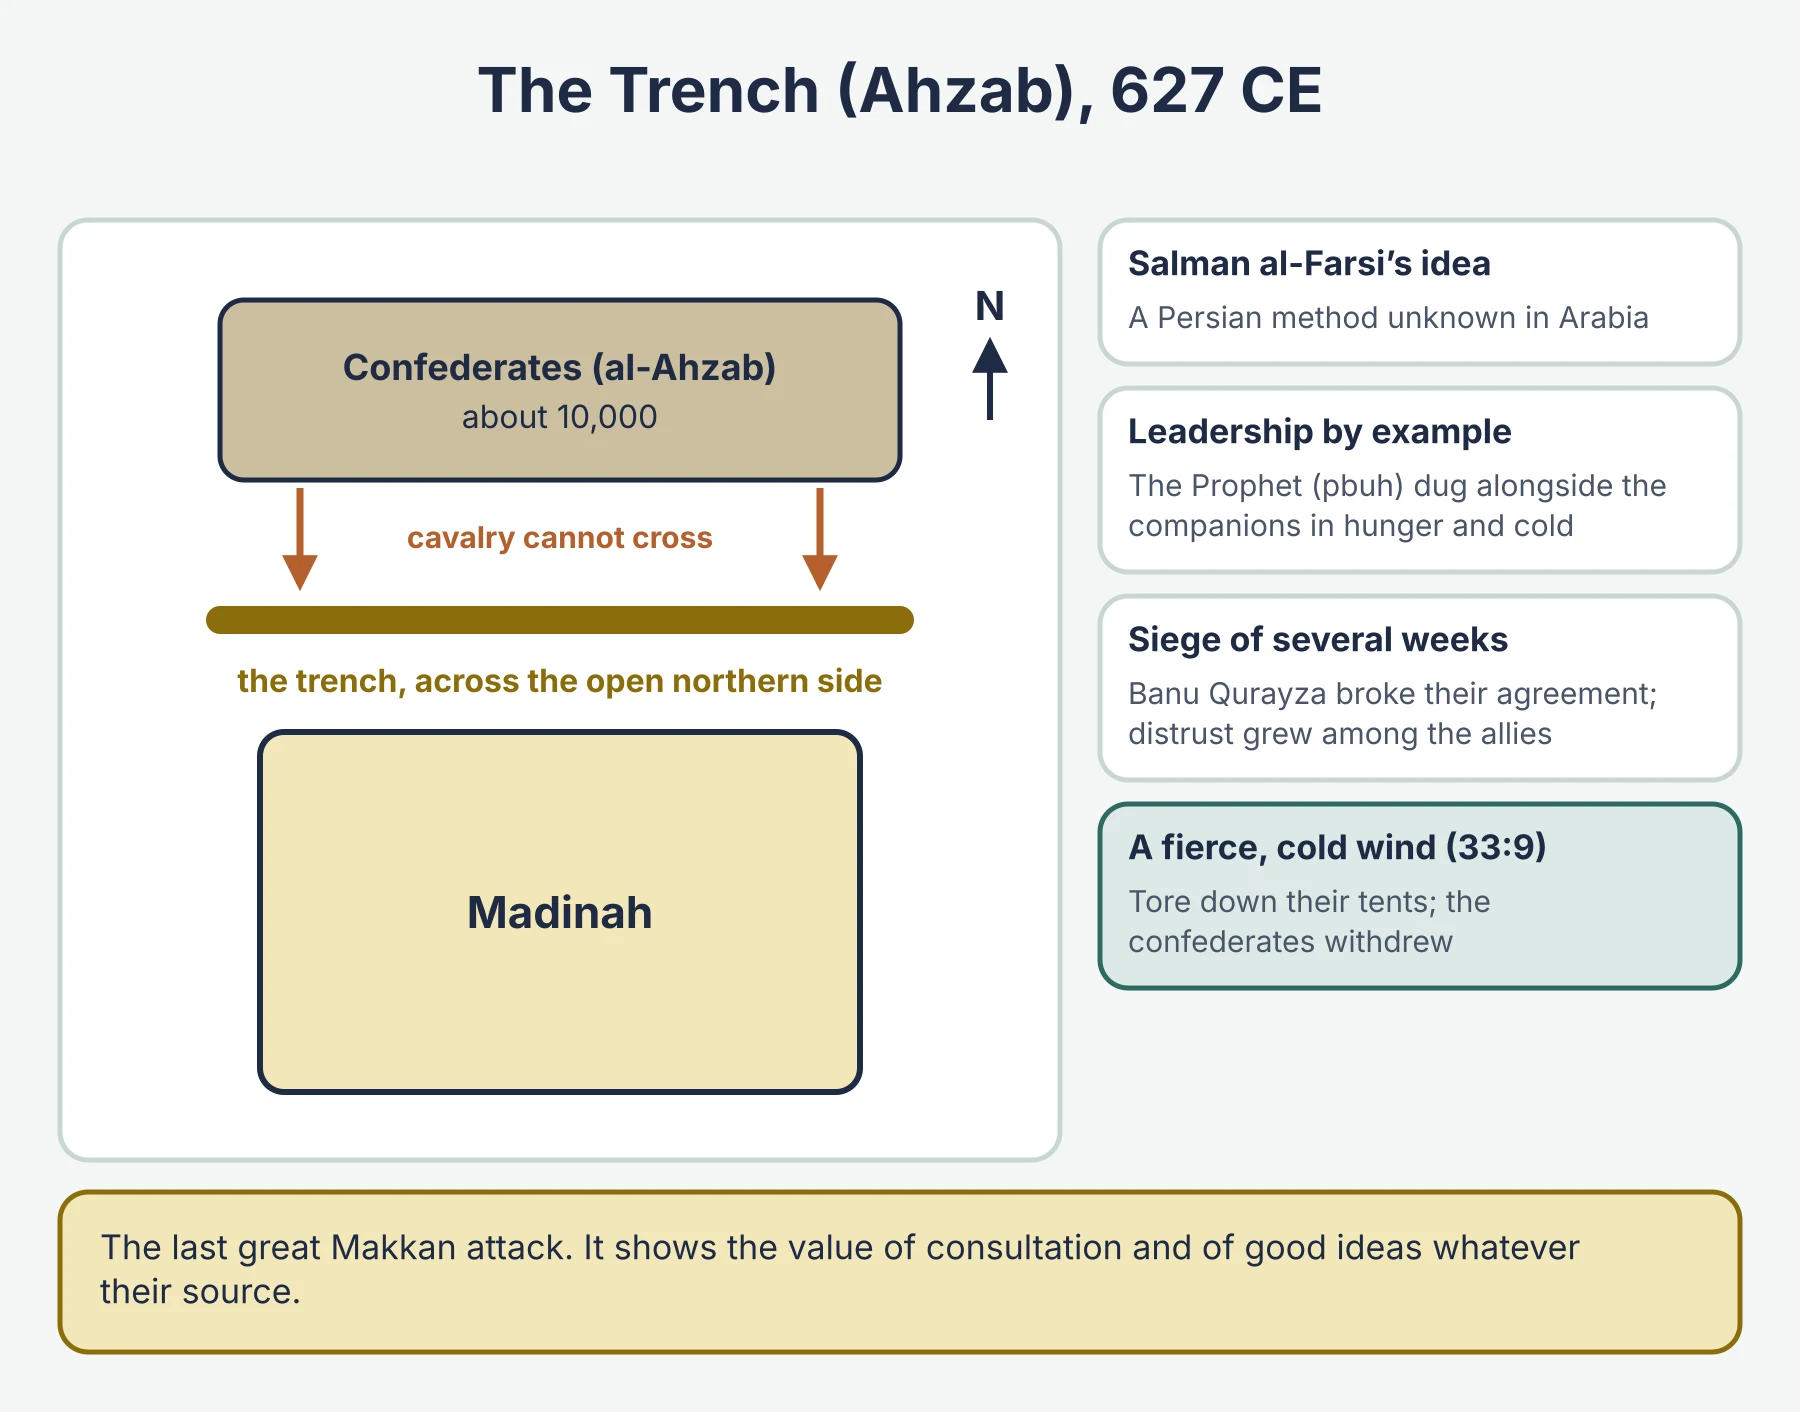 The Trench (Ahzab), 627 CE
Confederates (al-Ahzab)
about 10,000
N
cavalry cannot cross
the trench, across the open northern side
Madinah
Salman al-Farsi’s idea
A Persian method unknown in Arabia
Leadership by example
The Prophet (pbuh) dug alongside the
companions in hunger and cold
Siege of several weeks
Banu Qurayza broke their agreement;
distrust grew among the allies
A fierce, cold wind (33:9)
Tore down their tents; the
confederates withdrew
The last great Makkan attack. It shows the value of consultation and of good ideas whatever
their source.